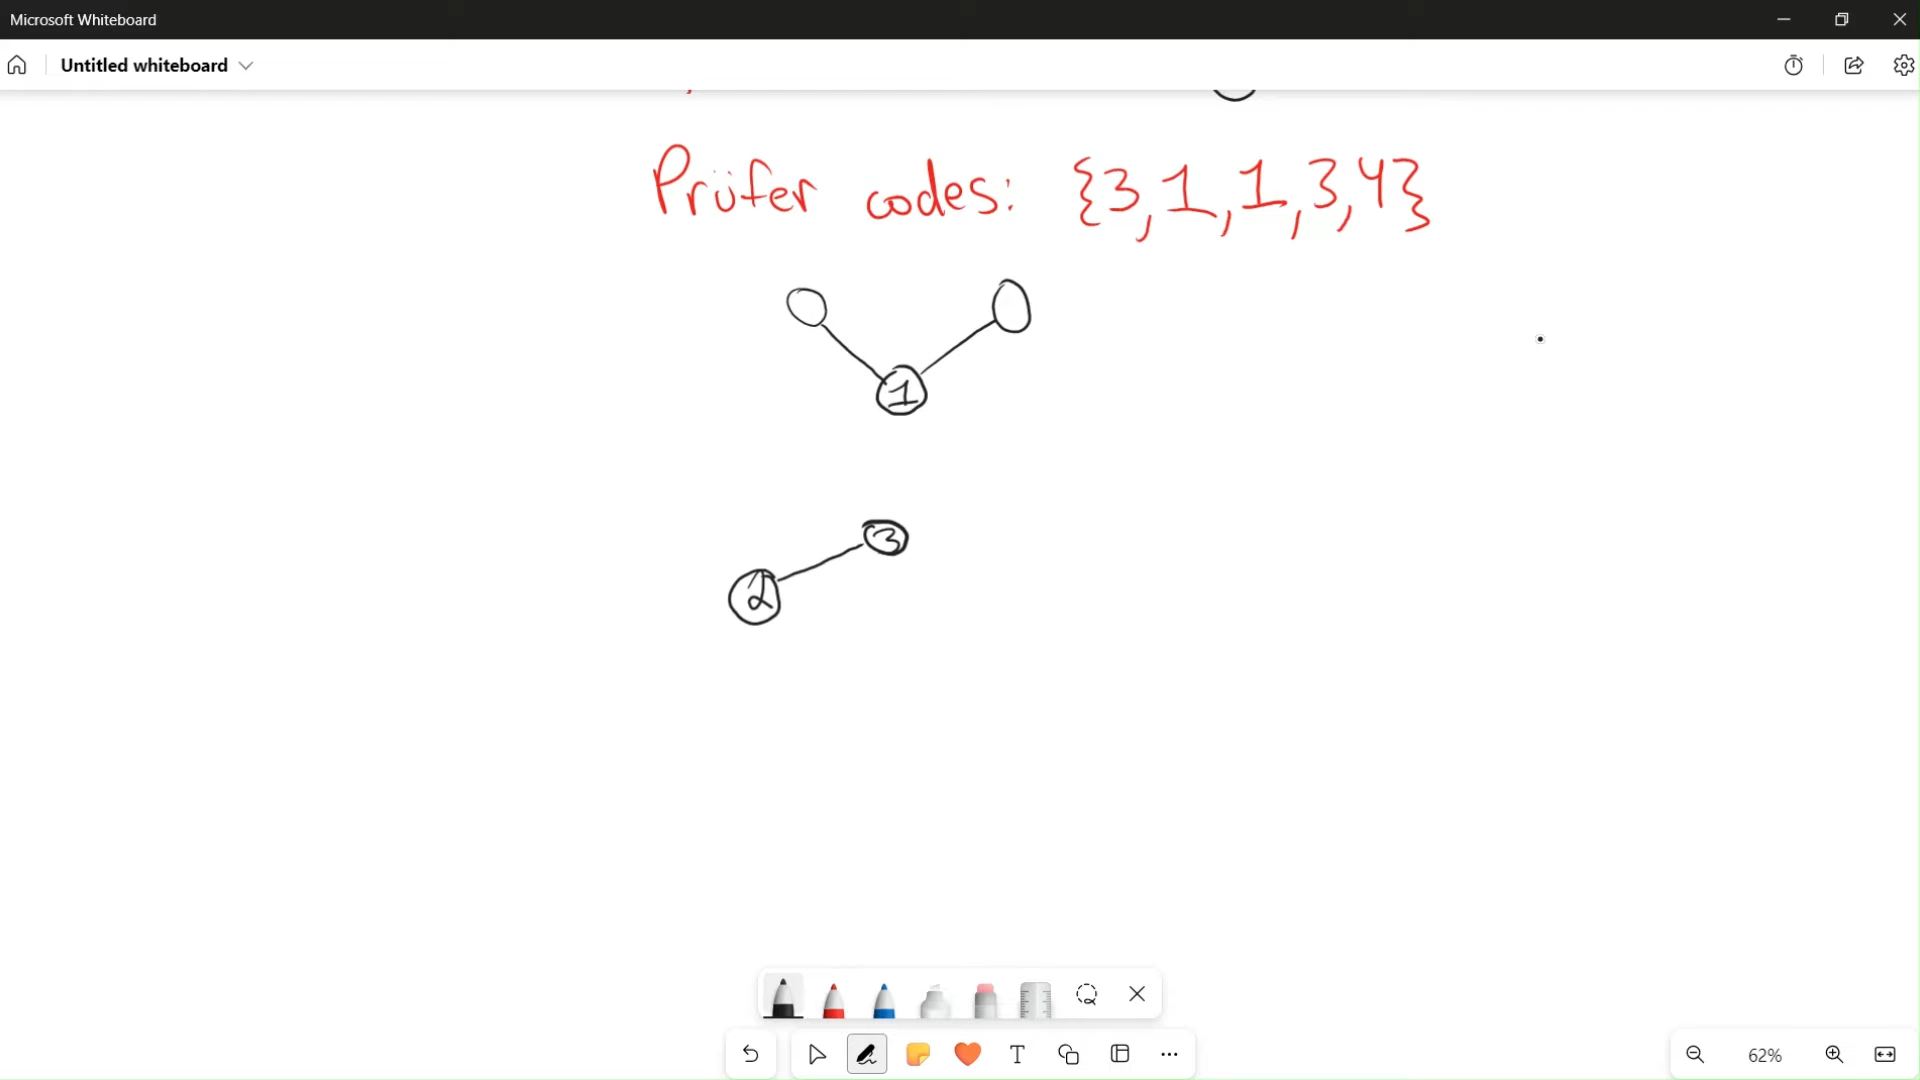 Microsoft Whiteboard
Untitled whiteboard
Prüfer codes: {3,1,1,3,4}
1
3
2
62%